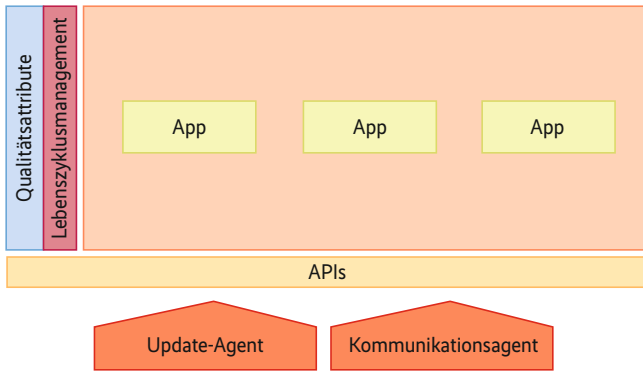 Qualitätsattribute
Lebenszyklusmanagement
App
App
App
APIs
Update-Agent
Kommunikationsagent